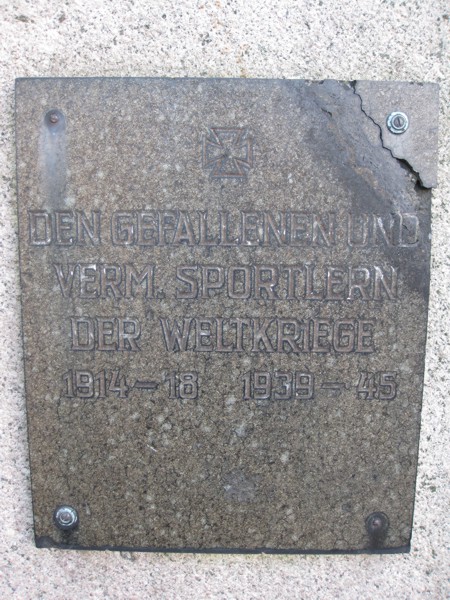 DEN GEFALLENEN UND
VERM. SPORTLERN
DER WELTKRIEGE
1914 – 18 1939 – 45